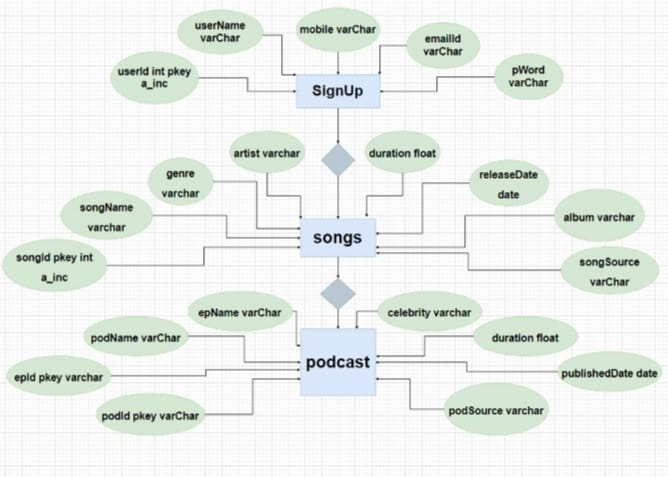 userName
varChar
mobile varChar
emailId
varChar
userId int pkey
a_inc
pWord
varChar
SignUp
artist varchar
duration float
genre
varchar
releaseDate
date
songName
varchar
album varchar
songs
songId pkey int
a_inc
songSource
varChar
epName varChar
celebrity varchar
podName varChar
duration float
podcast
epId pkey varchar
publishedDate date
podId pkey varChar
podSource varchar